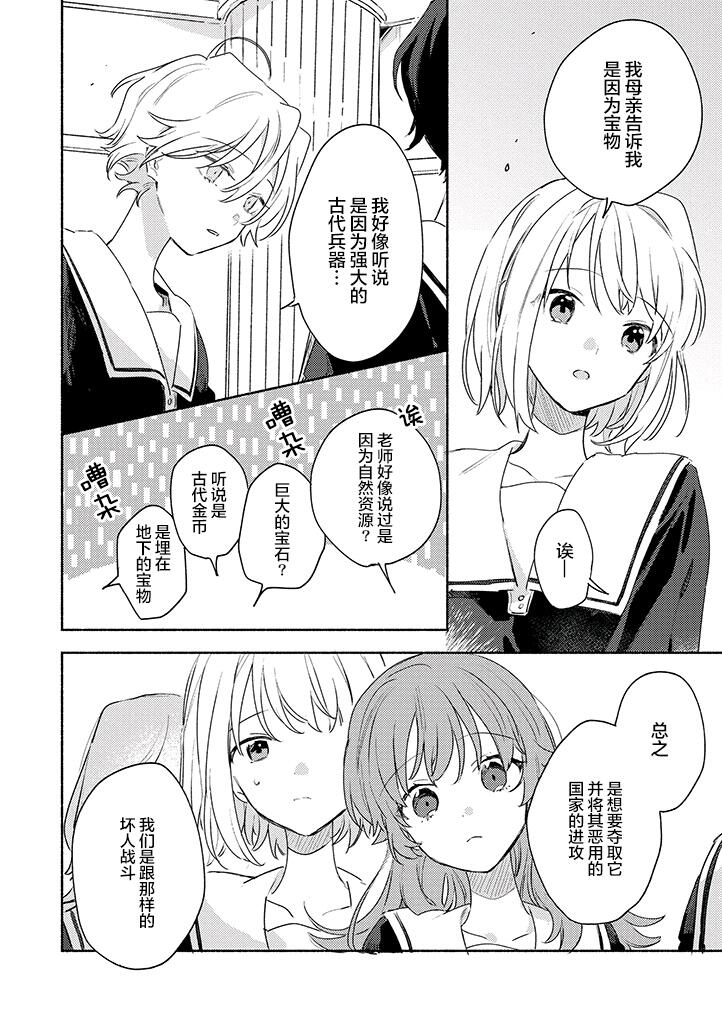 我母亲告诉我
是因为宝物
诶—
我好像听说
是因为强大的
古代兵器…
诶
老师好像说过是
因为自然资源？
嘈杂
巨大的宝石？
听说是
古代金币
嘈杂
是埋在
地下的宝物
总之
是想要夺取它
并将其恶用的
国家的进攻
我们是跟那样的
坏人战斗